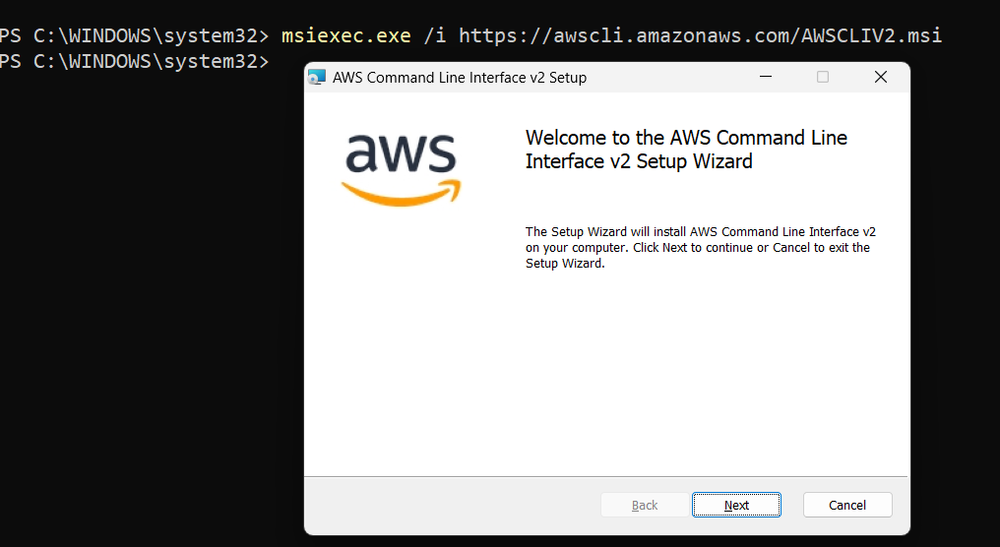 PS C:\WINDOWS\system32> msiexec.exe /i https://awscli.amazonaws.com/AWSCLIV2.msi
PS C:\WINDOWS\system32>
AWS Command Line Interface v2 Setup
aws
Welcome to the AWS Command Line
Interface v2 Setup Wizard
The Setup Wizard will install AWS Command Line Interface v2
on your computer. Click Next to continue or Cancel to exit the
Setup Wizard.
Back
Next
Cancel